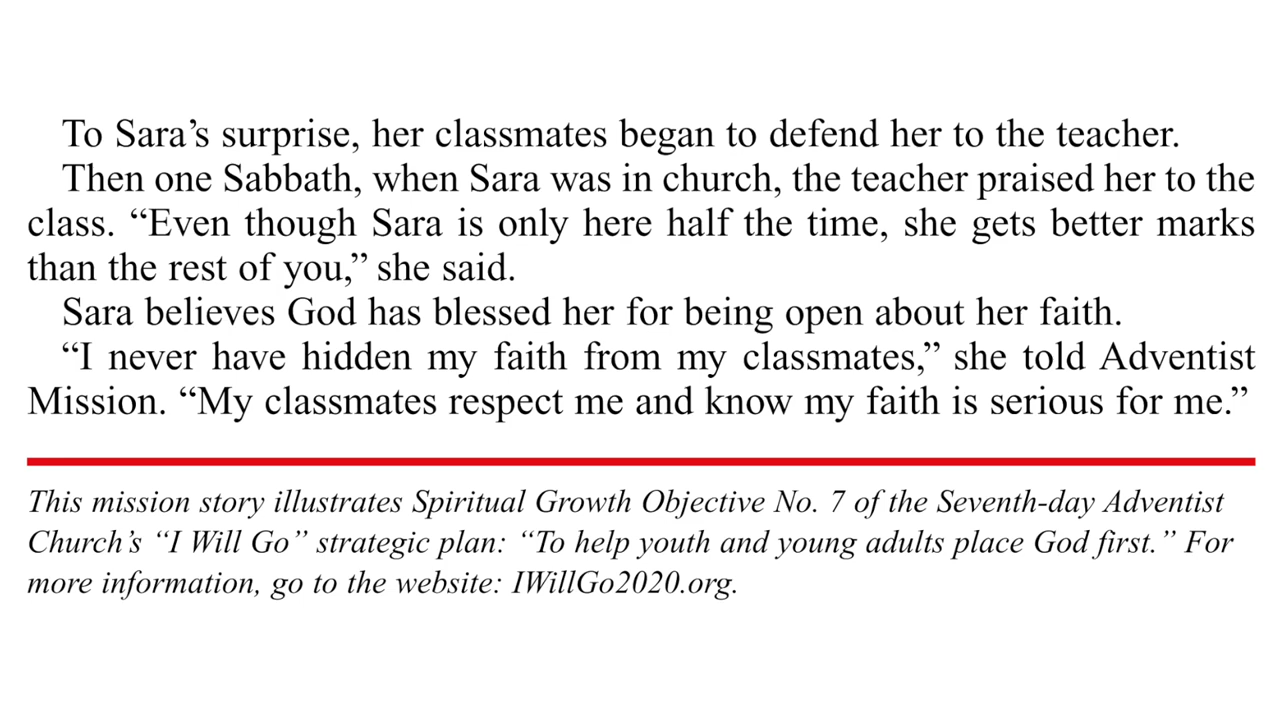 To Sara’s surprise, her classmates began to defend her to the teacher.
Then one Sabbath, when Sara was in church, the teacher praised her to the
class. “Even though Sara is only here half the time, she gets better marks
than the rest of you,” she said.
Sara believes God has blessed her for being open about her faith.
“I never have hidden my faith from my classmates,” she told Adventist
Mission. “My classmates respect me and know my faith is serious for me.”
This mission story illustrates Spiritual Growth Objective No. 7 of the Seventh-day Adventist
Church’s “I Will Go” strategic plan: “To help youth and young adults place God first.” For
more information, go to the website: IWillGo2020.org.